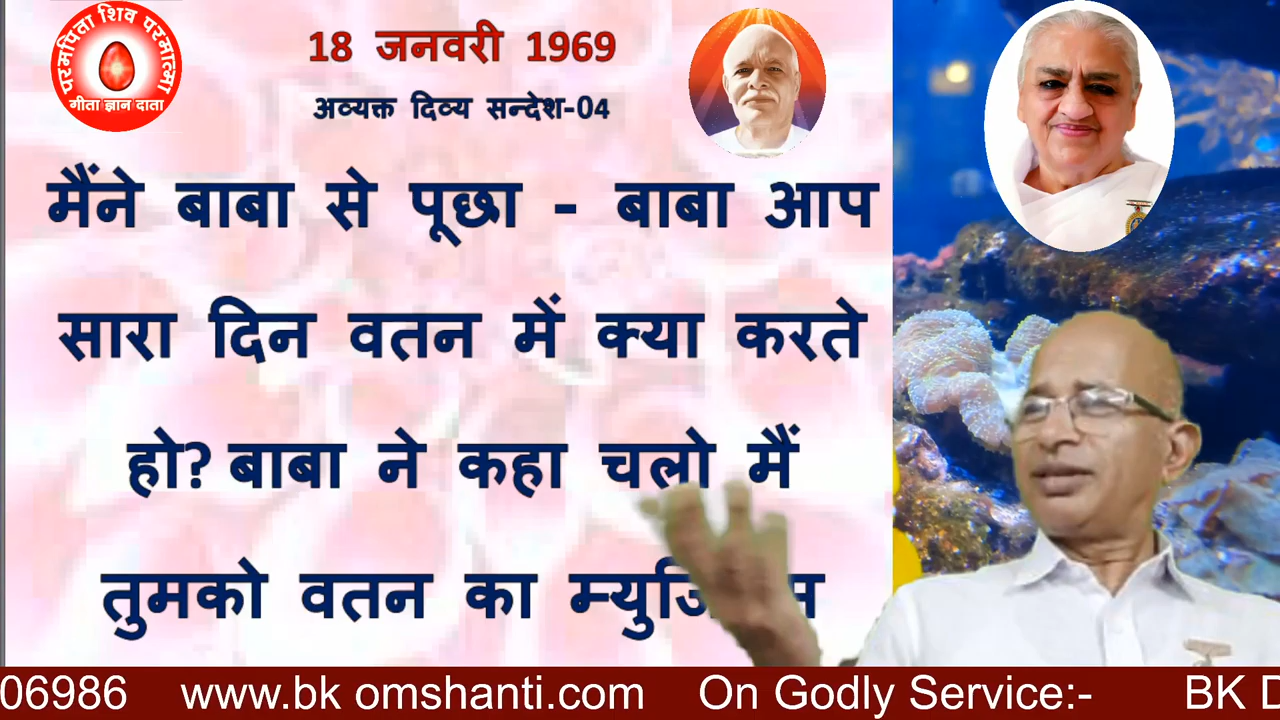 परमपिता शिव परमात्मा
गीता ज्ञान दाता
18 जनवरी 1969
अव्यक्त दिव्य सन्देश-04
मैंने बाबा से पूछा - बाबा आप
सारा दिन वतन में क्या करते
हो? बाबा ने कहा चलो मैं
तुमको वतन का
06986 www.bk omshanti.com On Godly Service:- BK D